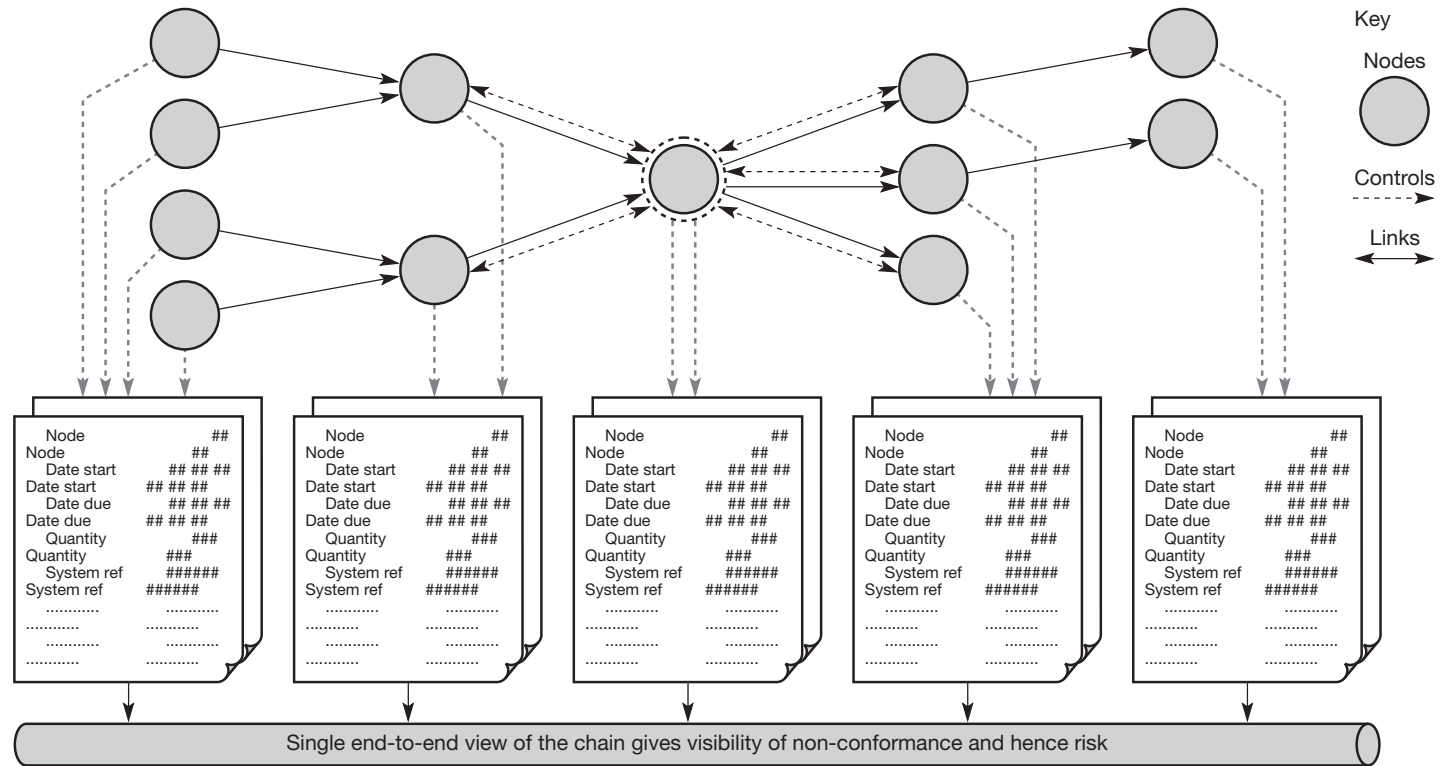 Key
Nodes
Controls
Links
Node ##
Node ##
Date start ## ## ##
Date start ## ## ##
Date due ## ## ##
Date due ## ## ##
Quantity ###
Quantity ###
System ref ######
System ref ######
............ ............
............ ............
............ ............
............ ............
Node ##
Node ##
Date start ## ## ##
Date start ## ## ##
Date due ## ## ##
Date due ## ## ##
Quantity ###
Quantity ###
System ref ######
System ref ######
............ ............
............ ............
............ ............
............ ............
Node ##
Node ##
Date start ## ## ##
Date start ## ## ##
Date due ## ## ##
Date due ## ## ##
Quantity ###
Quantity ###
System ref ######
System ref ######
............ ............
............ ............
............ ............
............ ............
Node ##
Node ##
Date start ## ## ##
Date start ## ## ##
Date due ## ## ##
Date due ## ## ##
Quantity ###
Quantity ###
System ref ######
System ref ######
............ ............
............ ............
............ ............
............ ............
Node ##
Node ##
Date start ## ## ##
Date start ## ## ##
Date due ## ## ##
Date due ## ## ##
Quantity ###
Quantity ###
System ref ######
System ref ######
............ ............
............ ............
............ ............
............ ............
Single end-to-end view of the chain gives visibility of non-conformance and hence risk